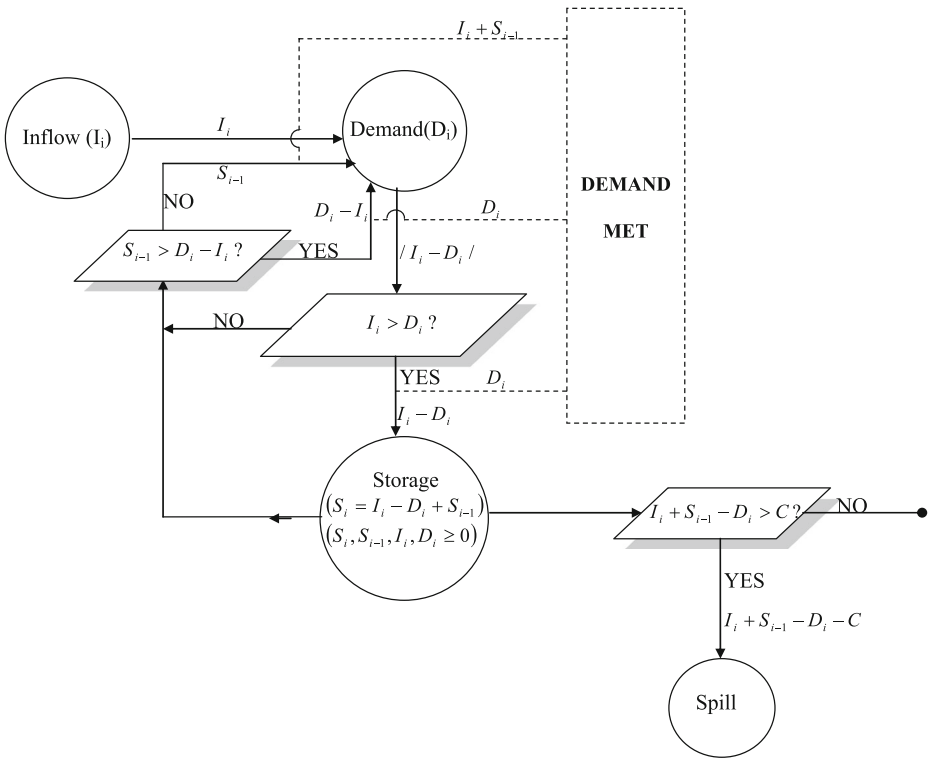 I_i + S_{i-1}
Inflow (I_i)
I_i
Demand(D_i)
S_{i-1}
DEMAND
MET
NO
D_i − I_i
D_i
S_{i-1} > D_i − I_i ?
YES
/ I_i − D_i /
NO
I_i > D_i ?
YES
D_i
I_i − D_i
Storage
(S_i = I_i − D_i + S_{i-1})
(S_i, S_{i-1}, I_i, D_i ≥ 0)
I_i + S_{i-1} − D_i > C ?
NO
YES
I_i + S_{i-1} − D_i − C
Spill